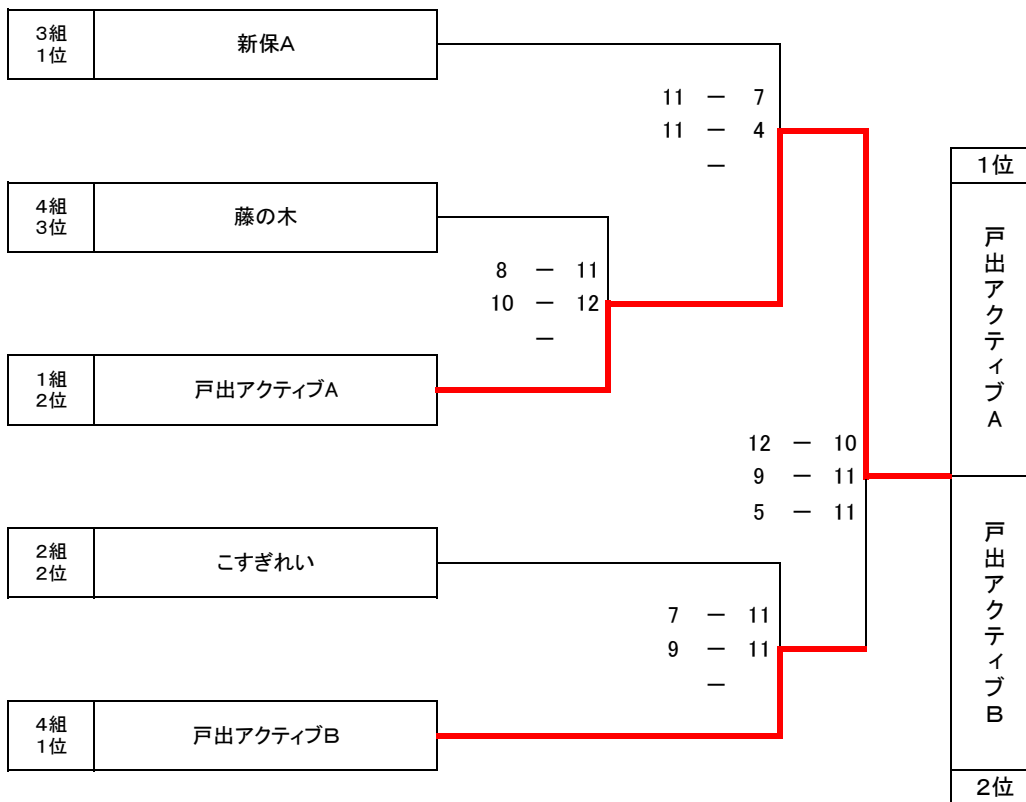 3組
1位
新保A
11 － 7
11 － 4
－
1位
4組
3位
藤の木
8 － 11
10 － 12
－
戸出アクティブA
1組
2位
戸出アクティブA
12 － 10
9 － 11
5 － 11
2組
2位
こすぎれい
7 － 11
9 － 11
－
戸出アクティブB
4組
1位
戸出アクティブB
2位